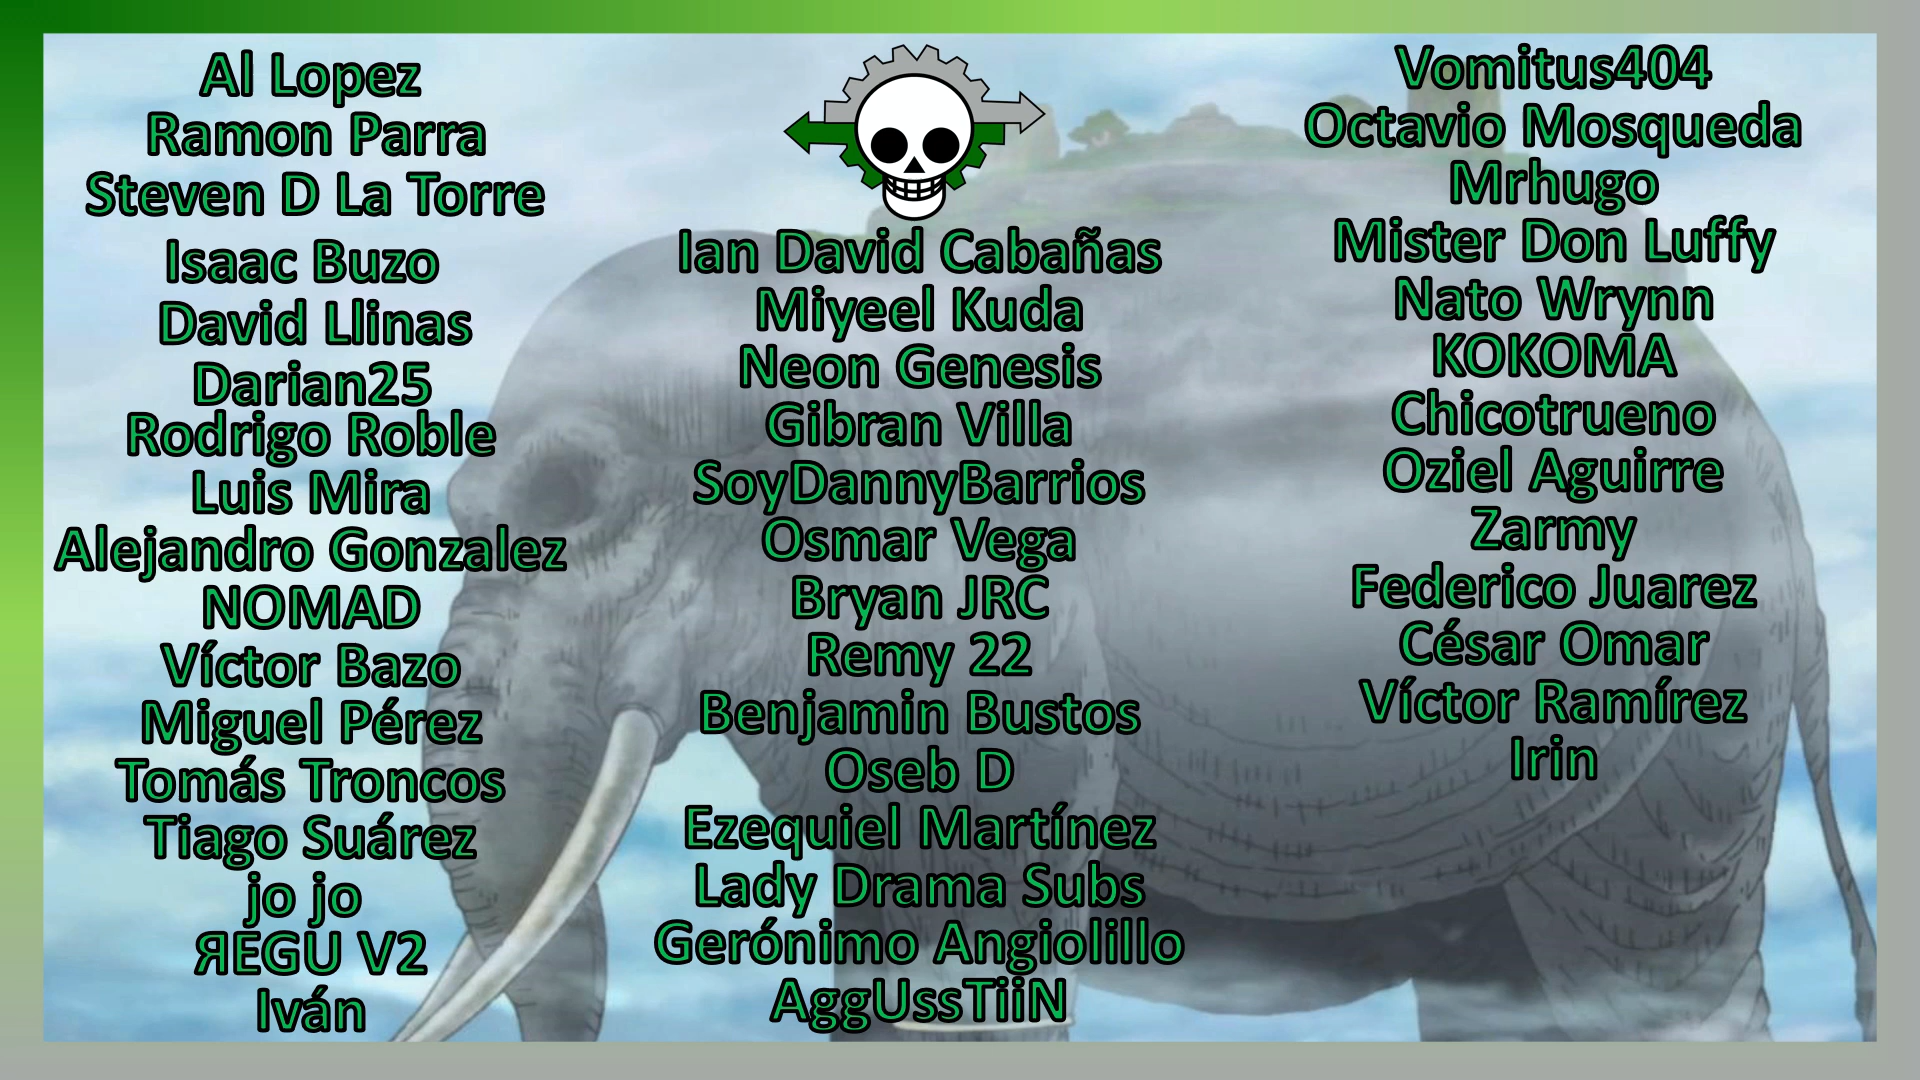 Al Lopez
Ramon Parra
Steven D La Torre
Isaac Buzo
David Llinas
Darian25
Rodrigo Roble
Luis Mira
Alejandro Gonzalez
NOMAD
Víctor Bazo
Miguel Pérez
Tomás Troncos
Tiago Suárez
jo jo
ЯEGU V2
Iván
Ian David Cabañas
Miyeel Kuda
Neon Genesis
Gibran Villa
SoyDannyBarrios
Osmar Vega
Bryan JRC
Remy 22
Benjamin Bustos
Oseb D
Ezequiel Martínez
Lady Drama Subs
Gerónimo Angiolillo
AggUssTiiN
Vomitus404
Octavio Mosqueda
Mrhugo
Mister Don Luffy
Nato Wrynn
KOKOMA
Chicotrueno
Oziel Aguirre
Zarmy
Federico Juarez
César Omar
Víctor Ramírez
Irin